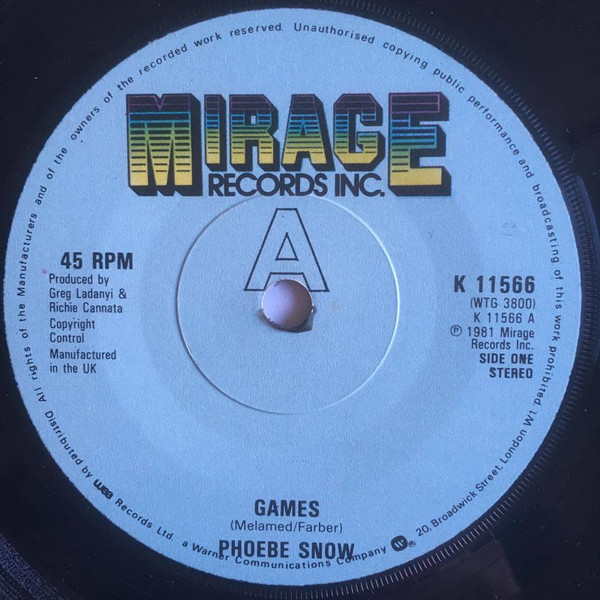 All rights of the Manufacturers and of the owners of the recorded work reserved. Unauthorised copying public performance and broadcasting of this work prohibited.
MIRAGE
RECORDS INC.
A
45 RPM
Produced by
Greg Ladanyi &
Richie Cannata
Copyright
Control
Manufactured
in the UK
K 11566
(WTG 3800)
K 11566 A
℗ 1981 Mirage
Records Inc.
SIDE ONE
STEREO
GAMES
(Melamed/Farber)
PHOEBE SNOW
Distributed by wea Records Ltd. a Warner Communications Company W ®. 20, Broadwick Street, London W1